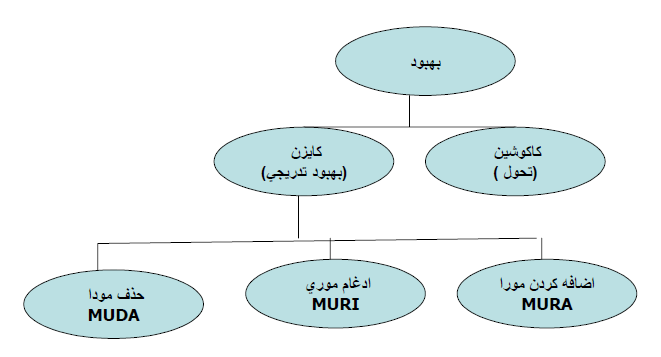 بهبود
کاکوشین
(تحول )
کایزن
(بهبود تدریجي)
اضافه کردن مورا
MURA
ادغام موري
MURI
حذف مودا
MUDA